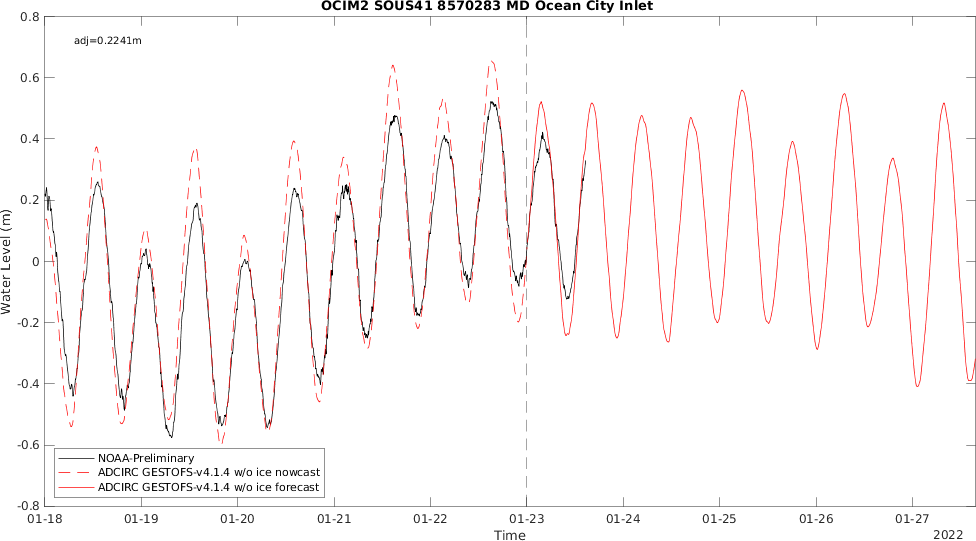 OCIM2 SOUS41 8570283 MD Ocean City Inlet
adj=0.2241m
0.8
0.6
0.4
0.2
0
-0.2
-0.4
-0.6
-0.8
Water Level (m)
NOAA-Preliminary
ADCIRC GESTOFS-v4.1.4 w/o ice nowcast
ADCIRC GESTOFS-v4.1.4 w/o ice forecast
01-18 01-19 01-20 01-21 01-22 01-23 01-24 01-25 01-26 01-27
Time
2022